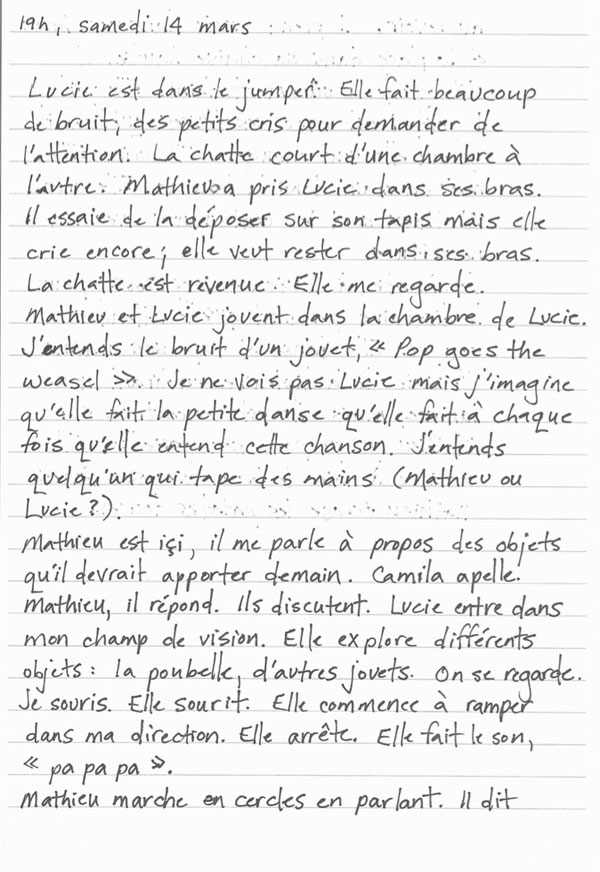 19h, samedi 14 mars
Lucie est dans le jumper. Elle fait beaucoup
de bruit, des petits cris pour demander de
l'attention. La chatte court d'une chambre à
l'autre. Mathieu a pris Lucie dans ses bras.
Il essaie de la déposer sur son tapis mais elle
crie encore; elle veut rester dans ses bras.
La chatte est revenue. Elle me regarde.
Mathieu et Lucie jouent dans la chambre de Lucie.
J'entends le bruit d'un jouet, « Pop goes the
weasel ». Je ne vois pas Lucie mais j'imagine
qu'elle fait la petite danse qu'elle fait à chaque
fois qu'elle entend cette chanson. J'entends
quelqu'un qui tape des mains (Mathieu ou
Lucie?).
Mathieu est içi, il me parle à propos des objets
qu'il devrait apporter demain. Camila apelle.
Mathieu, il répond. Ils discutent. Lucie entre dans
mon champ de vision. Elle explore différents
objets: la poubelle, d'autres jouets. On se regarde.
Je souris. Elle sourit. Elle commence à ramper
dans ma direction. Elle arrête. Elle fait le son,
« pa pa pa ».
Mathieu marche en cercles en parlant. Il dit